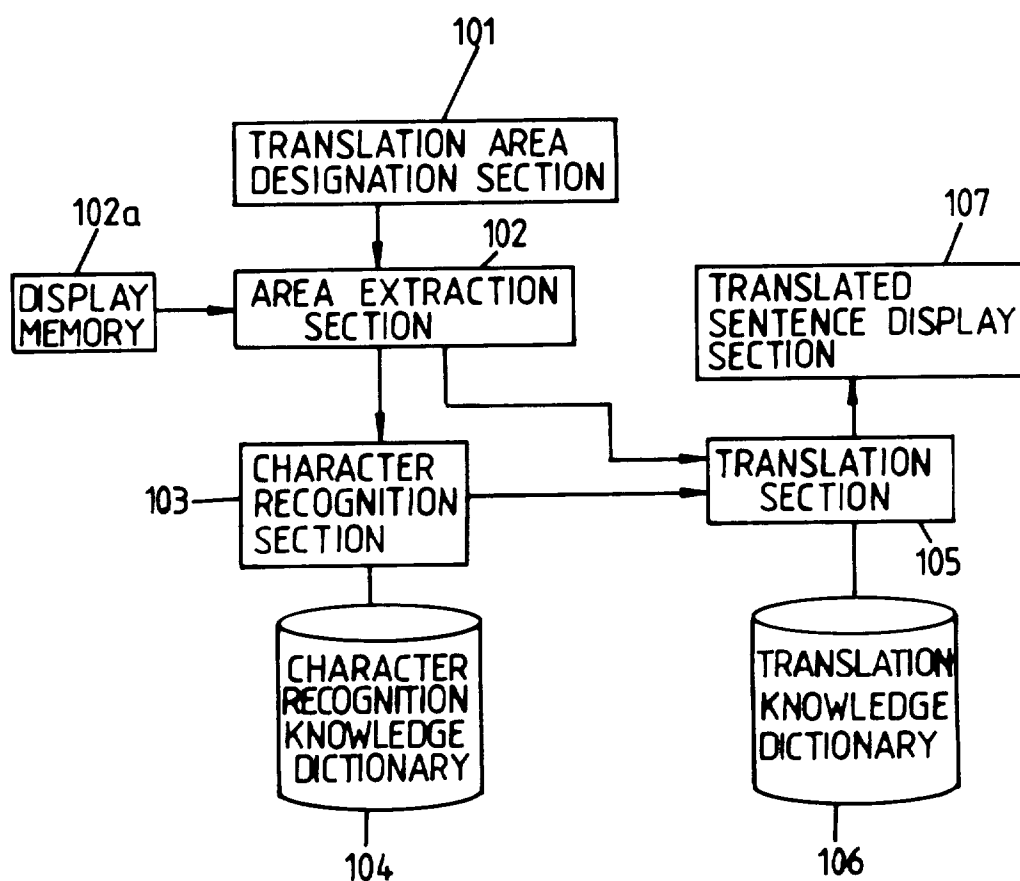 101
TRANSLATION AREA
DESIGNATION SECTION
102a
102
107
DISPLAY
MEMORY
AREA EXTRACTION
SECTION
TRANSLATED
SENTENCE DISPLAY
SECTION
103
CHARACTER
RECOGNITION
SECTION
TRANSLATION
SECTION
105
CHARACTER
RECOGNITION
KNOWLEDGE
DICTIONARY
TRANSLATION
KNOWLEDGE
DICTIONARY
104
106